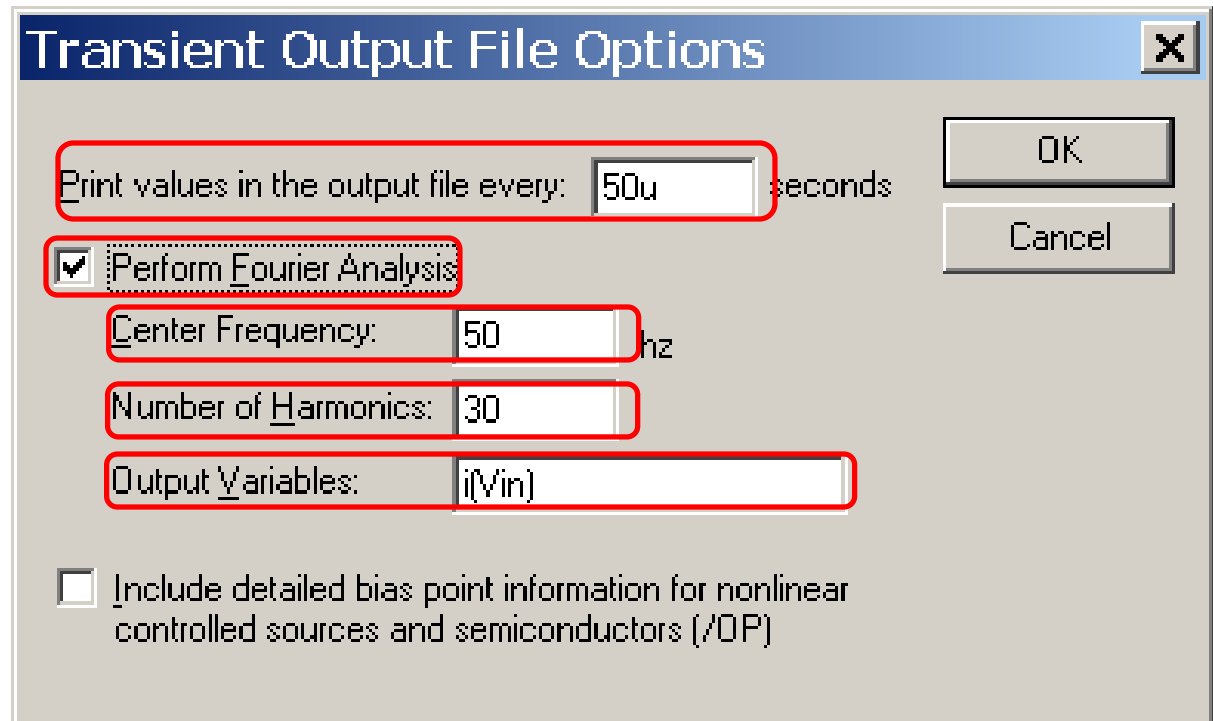 Transient Output File Options
OK
Print values in the output file every: 50u seconds
Cancel
Perform Fourier Analysis
Center Frequency: 50 hz
Number of Harmonics: 30
Output Variables: i(Vin)
Include detailed bias point information for nonlinear
controlled sources and semiconductors (/OP)